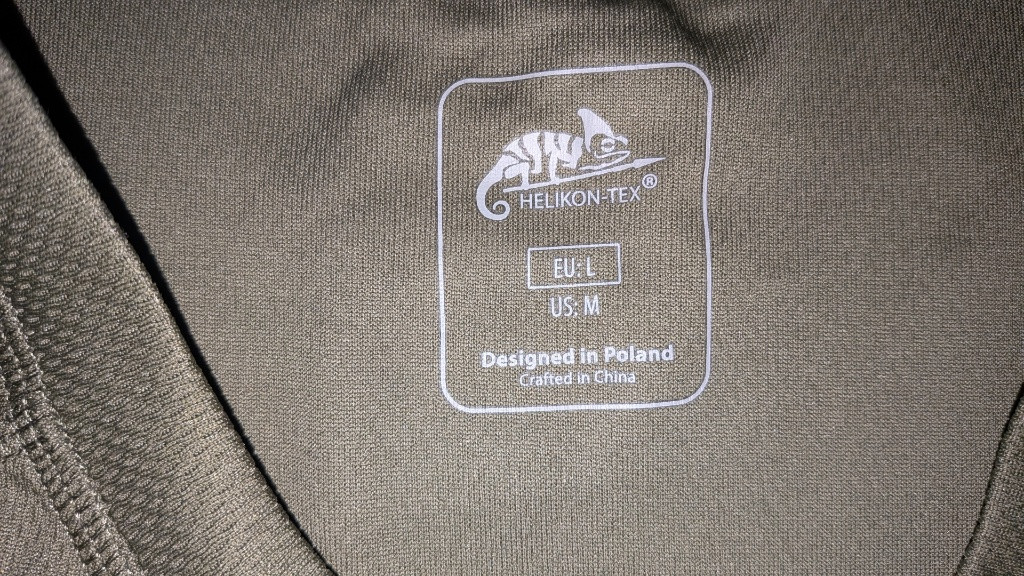 HELIKON-TEX®
EU: L
US: M
Designed in Poland
Crafted in China